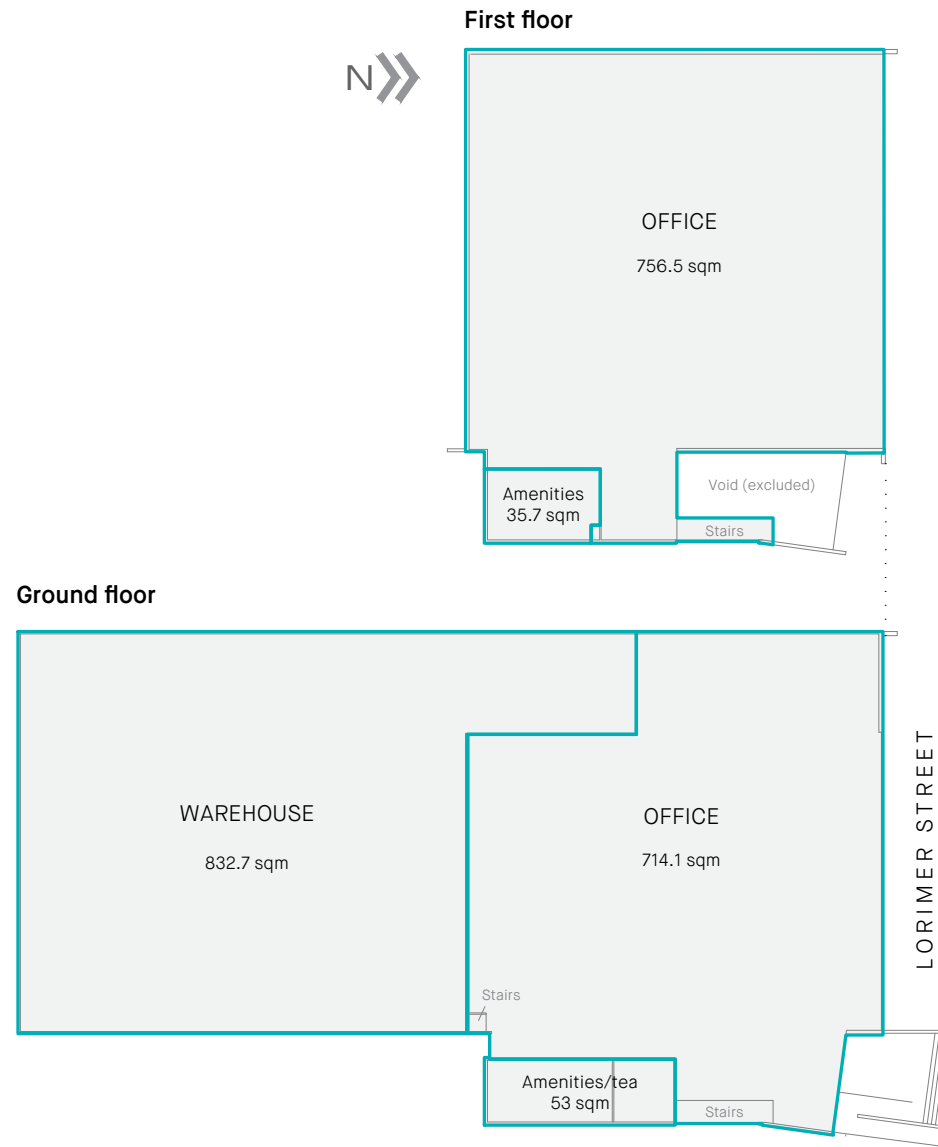 First floor
N
OFFICE
756.5 sqm
Amenities
35.7 sqm
Void (excluded)
Stairs
Ground floor
WAREHOUSE
832.7 sqm
OFFICE
714.1 sqm
LORIMER STREET
Stairs
Amenities/tea
53 sqm
Stairs